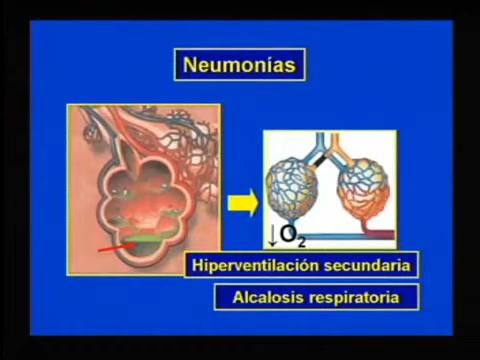 Neumonías
↓O₂
Hiperventilación secundaria
Alcalosis respiratoria